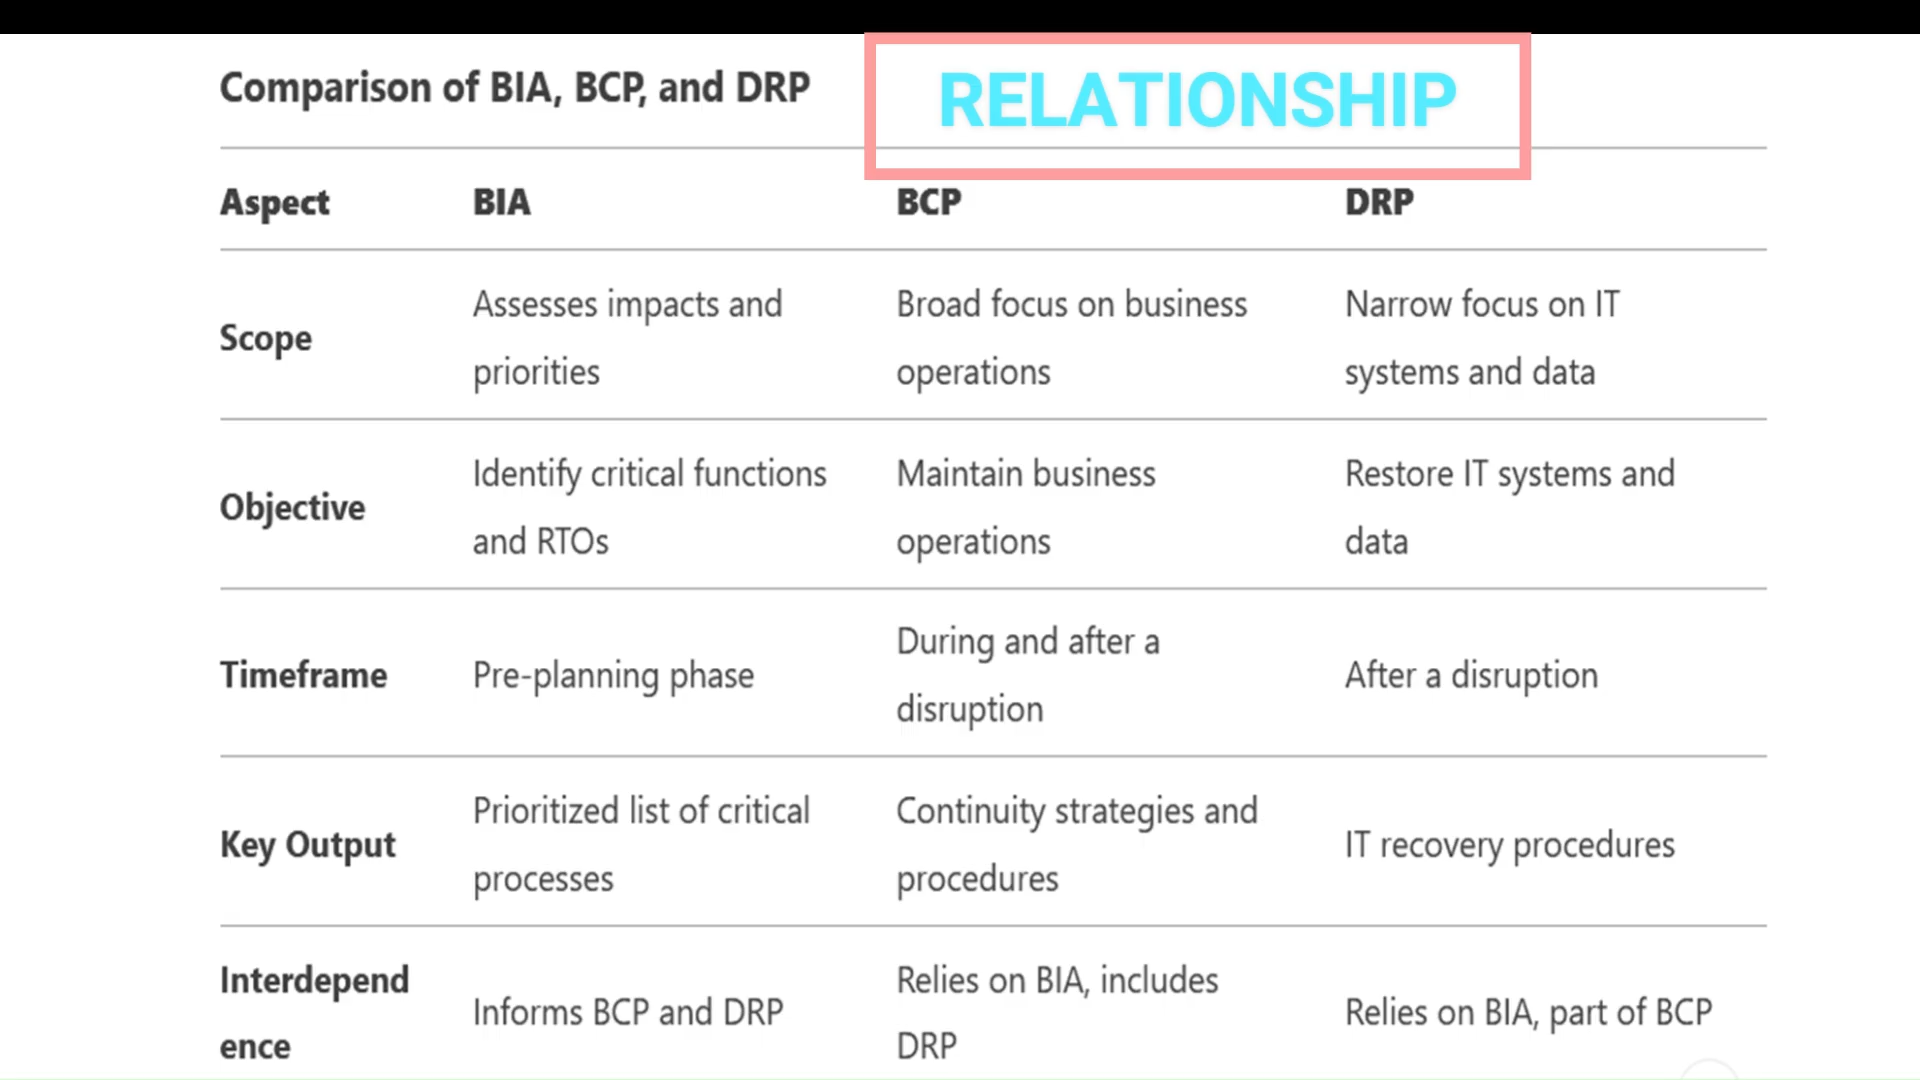 Comparison of BIA, BCP, and DRP
RELATIONSHIP
Aspect BIA BCP DRP
Scope
Assesses impacts and
priorities
Broad focus on business
operations
Narrow focus on IT
systems and data
Objective
Identify critical functions
and RTOs
Maintain business
operations
Restore IT systems and
data
Timeframe
Pre-planning phase
During and after a
disruption
After a disruption
Key Output
Prioritized list of critical
processes
Continuity strategies and
procedures
IT recovery procedures
Interdepend
ence
Informs BCP and DRP
Relies on BIA, includes
DRP
Relies on BIA, part of BCP